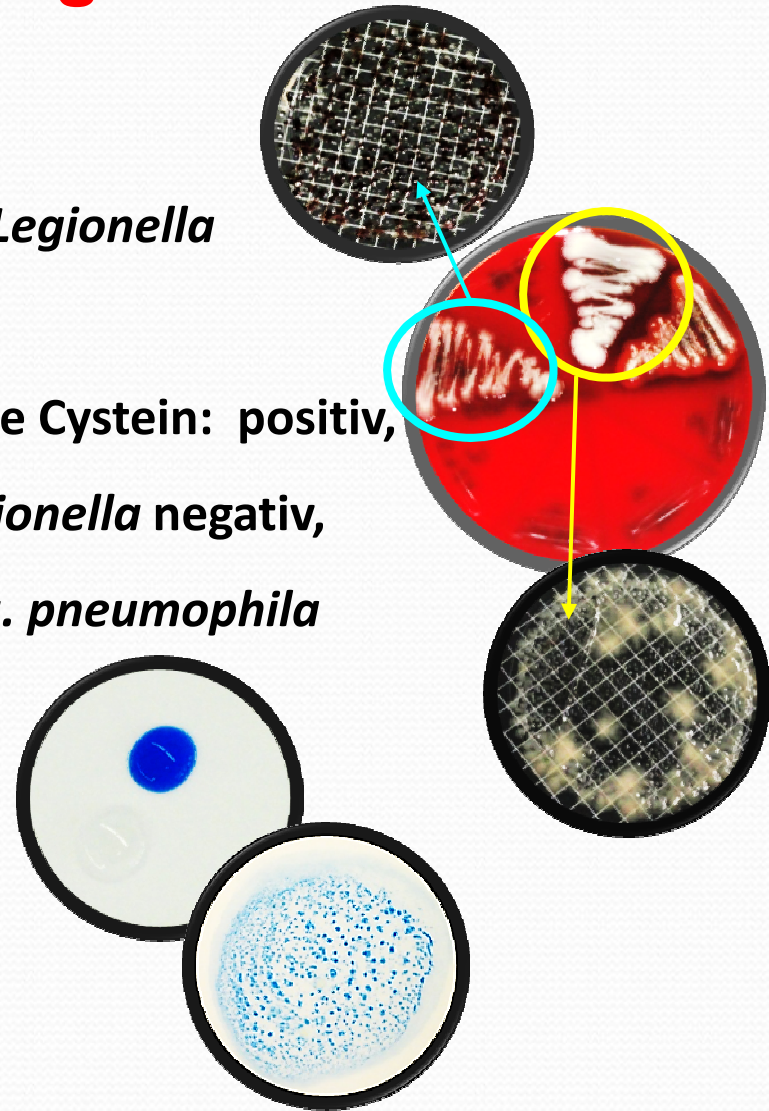 g
Legionella
e Cystein: positiv,
ionella negativ,
. pneumophila